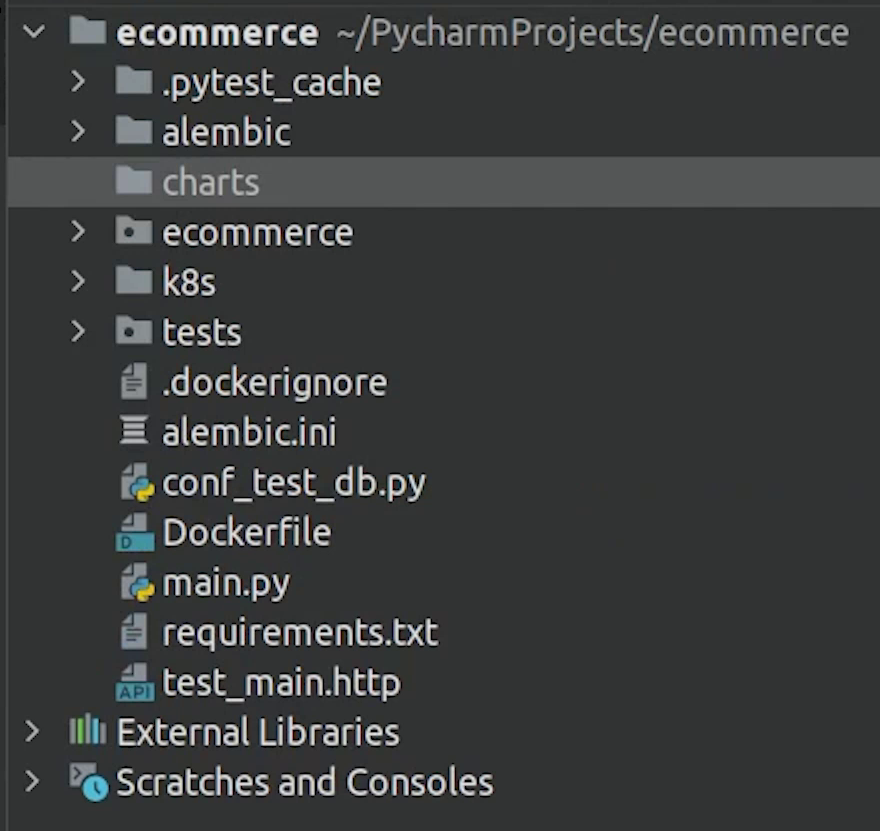 ecommerce ~/PycharmProjects/ecommerce
.pytest_cache
alembic
charts
ecommerce
k8s
tests
.dockerignore
alembic.ini
conf_test_db.py
D Dockerfile
main.py
requirements.txt
API test_main.http
External Libraries
Scratches and Consoles